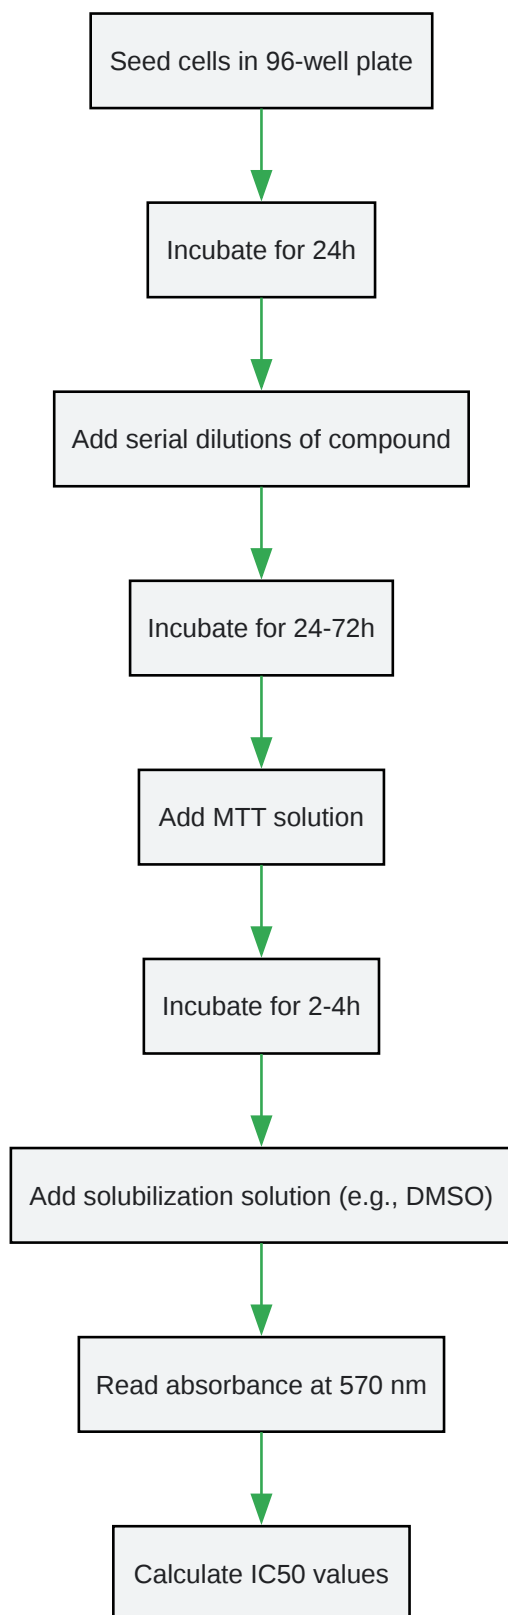 Seed cells in 96-well plate
Incubate for 24h
Add serial dilutions of compound
Incubate for 24-72h
Add MTT solution
Incubate for 2-4h
Add solubilization solution (e.g., DMSO)
Read absorbance at 570 nm
Calculate IC50 values